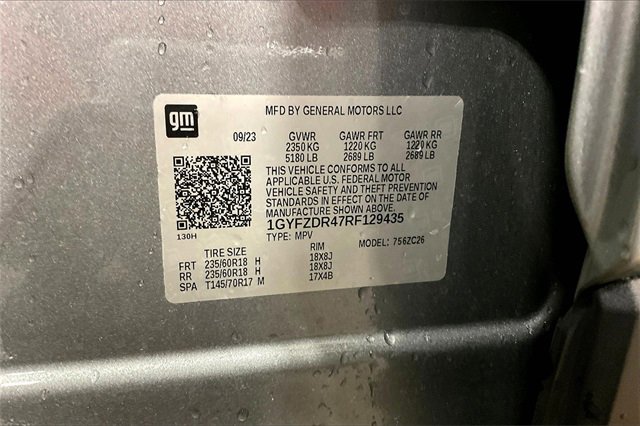 gm
MFD BY GENERAL MOTORS LLC
09/23 GVWR GAWR FRT GAWR RR
2350 KG 1220 KG 1220 KG
5180 LB 2689 LB 2689 LB
THIS VEHICLE CONFORMS TO ALL
APPLICABLE U.S. FEDERAL MOTOR
VEHICLE SAFETY AND THEFT PREVENTION
STANDARDS IN EFFECT ON THE DATE OF
MANUFACTURE SHOWN ABOVE.
1GYFZDR47RF129435
130H
TYPE: MPV MODEL: 756ZC26
TIRE SIZE RIM
FRT 235/60R18 H 18X8J
RR 235/60R18 H 18X8J
SPA T145/70R17 M 17X4B